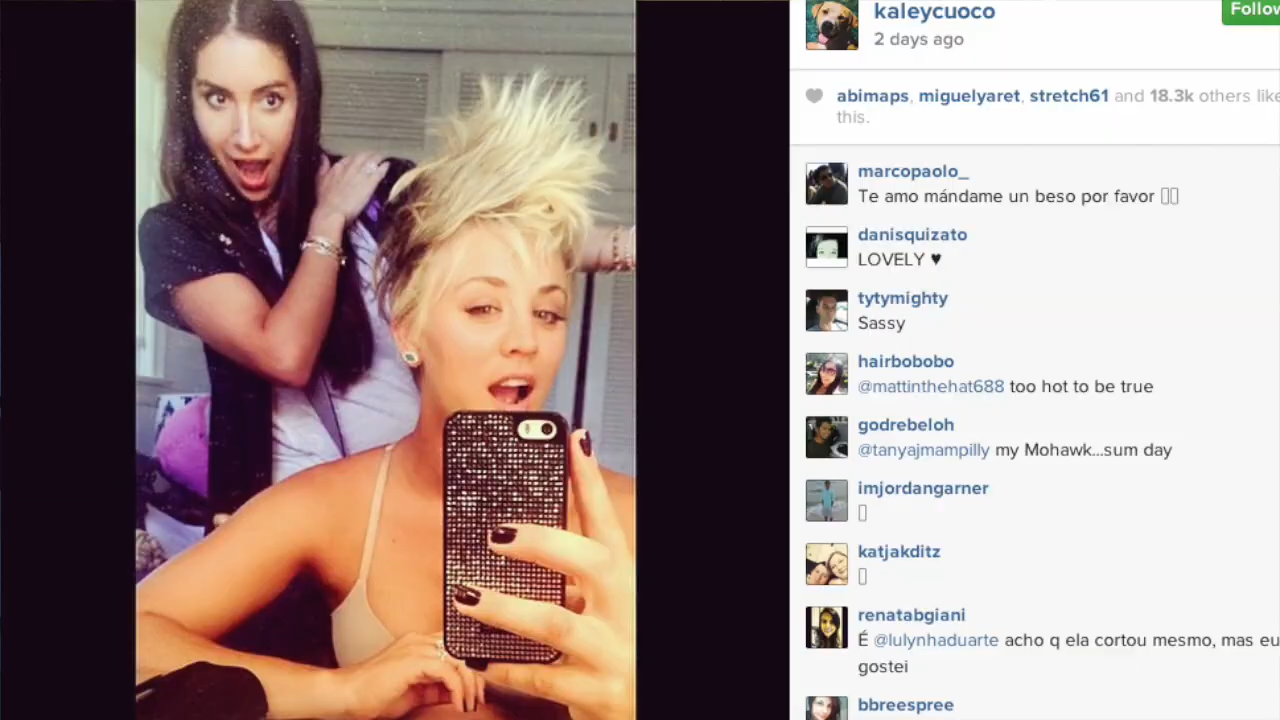 kaleycuoco
Follow
2 days ago
abimaps, miguelyaret, stretch61 and 18.3k others like
this.
marcopaolo_
Te amo mándame un beso por favor
danisquizato
LOVELY ♥
tytymighty
Sassy
hairbobobo
@mattinthehat688 too hot to be true
godrebeloh
@tanyajmampilly my Mohawk...sum day
imjordangarner
katjakditz
renatabgiani
É @lulynhaduarte acho q ela cortou mesmo, mas eu
gostei
bbreespree